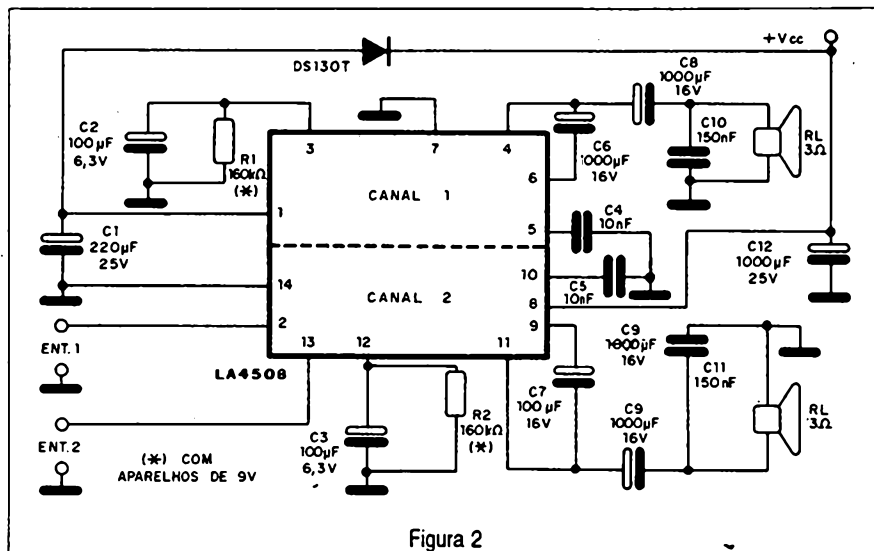 +Vcc
DS130T
C8
1000µF
16V
C2
100µF
6,3V
R1
160kΩ
(*)
3
7
4
C6
1000µF
16V
C10
150nF
RL
3Ω
6
CANAL 1
1
5
C4
10nF
C1
220µF
25V
10
C5
10nF
C12
1000µF
25V
14
CANAL 2
8
2
9
C9
1000µF
16V
ENT.1
13
12
11
LA4508
C7
100µF
16V
C11
150nF
R2
160kΩ
(*)
RL
3Ω
ENT.2
C3
100µF
6,3V
C9
1000µF
16V
(*) COM
APARELHOS DE 9V
Figura 2